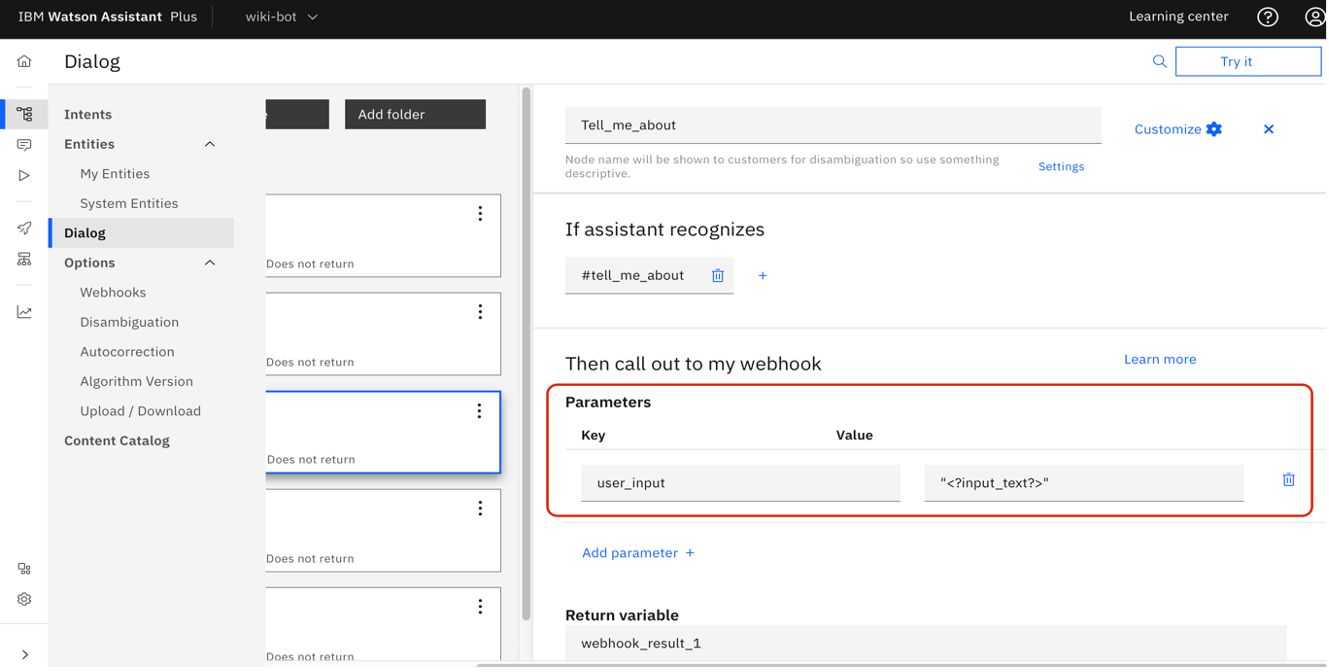 IBM Watson Assistant Plus
wiki-bot
Learning center
Dialog
Try it
Intents
Entities
My Entities
System Entities
Dialog
Options
Webhooks
Disambiguation
Autocorrection
Algorithm Version
Upload / Download
Content Catalog
Add folder
Does not return
Does not return
Does not return
Does not return
Does not return
Tell_me_about
Customize
Node name will be shown to customers for disambiguation so use something
descriptive.
Settings
If assistant recognizes
#tell_me_about
Then call out to my webhook
Learn more
Parameters
Key Value
user_input "<?input_text?>"
Add parameter +
Return variable
webhook_result_1